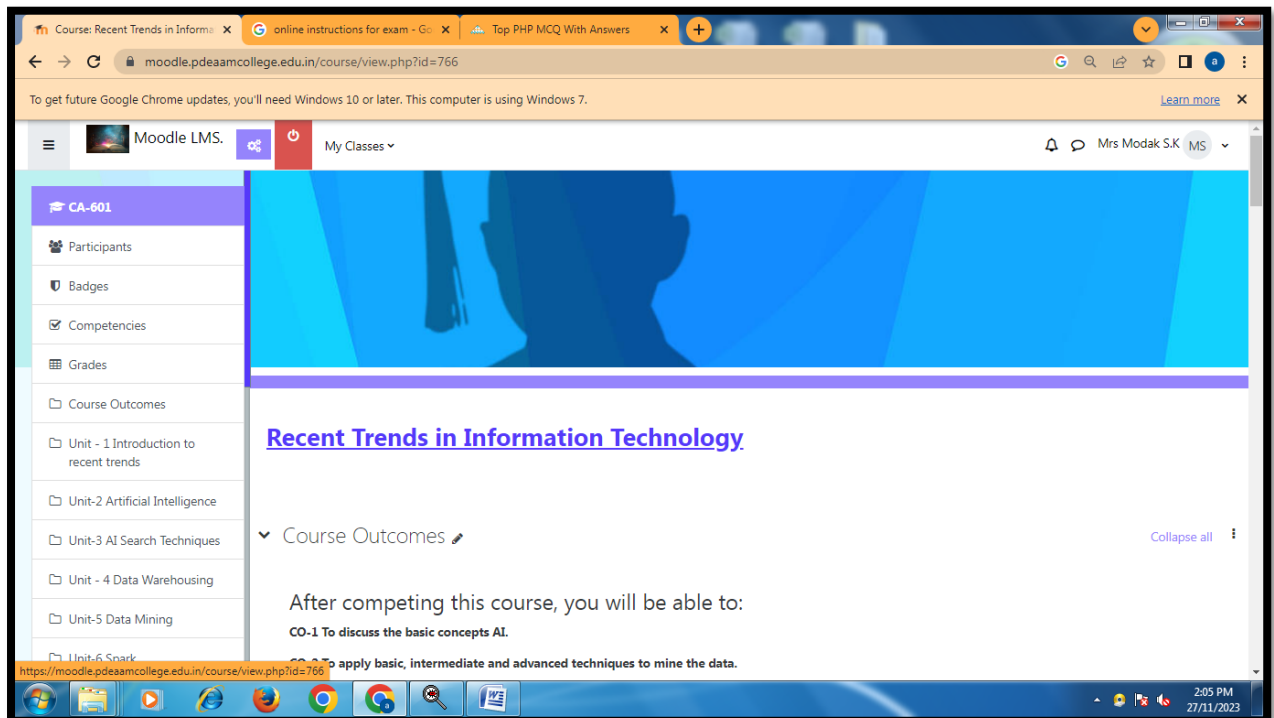 Course: Recent Trends in Informa
online instructions for exam - Go
Top PHP MCQ With Answers
moodle.pdeaamcollege.edu.in/course/view.php?id=766
a
To get future Google Chrome updates, you'll need Windows 10 or later. This computer is using Windows 7.
Learn more
Moodle LMS.
My Classes
Mrs Modak S.K
MS
CA-601
Participants
Badges
Competencies
Grades
Course Outcomes
Unit - 1 Introduction to
recent trends
Unit-2 Artificial Intelligence
Unit-3 AI Search Techniques
Unit - 4 Data Warehousing
Unit-5 Data Mining
Unit-6 Spark
Recent Trends in Information Technology
Course Outcomes
Collapse all
After competing this course, you will be able to:
CO-1 To discuss the basic concepts AI.
CO-2 To apply basic, intermediate and advanced techniques to mine the data.
https://moodle.pdeaamcollege.edu.in/course/view.php?id=766
2:05 PM
27/11/2023